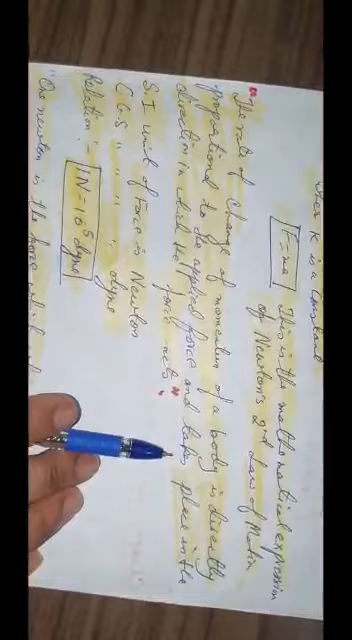 K is a constant
F=ma This is the mathematical expression
of Newton's 2nd Law of Motion
"The rate of change of momentum of a body is directly
proportional to the applied force and takes place in the
direction in which the force acts".
S.I unit of Force is Newton
C.G.S " " " " dyne
Relation:- 1N = 10⁵ dyne
"One newton is the force which